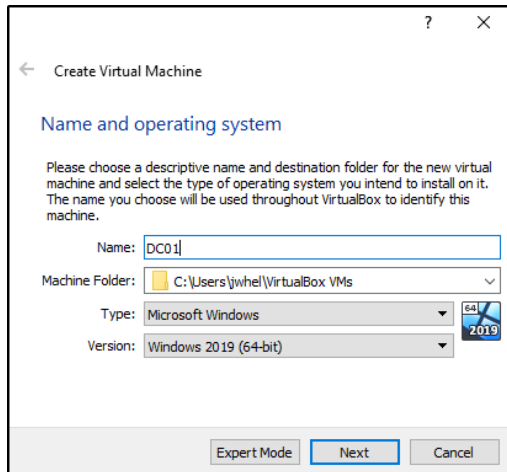 ?
Create Virtual Machine
Name and operating system
Please choose a descriptive name and destination folder for the new virtual
machine and select the type of operating system you intend to install on it.
The name you choose will be used throughout VirtualBox to identify this
machine.
Name: DC01
Machine Folder: C:\Users\jwhel\VirtualBox VMs
Type: Microsoft Windows
64
Version: Windows 2019 (64-bit)
2019
Expert Mode Next Cancel